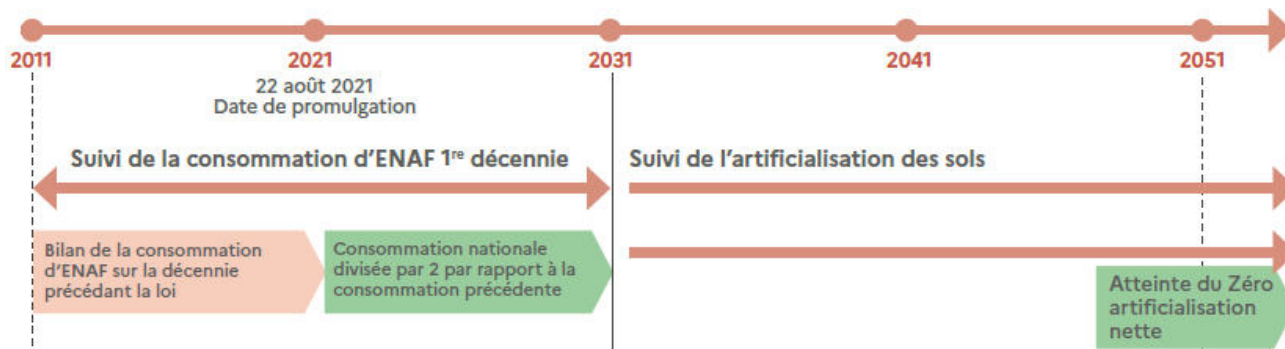 2011
2021
2031
2041
2051
22 août 2021
Date de promulgation
Suivi de la consommation d’ENAF 1re décennie
Suivi de l’artificialisation des sols
Bilan de la consommation
d’ENAF sur la décennie
précédant la loi
Consommation nationale
divisée par 2 par rapport à la
consommation précédente
Atteinte du Zéro
artificialisation
nette